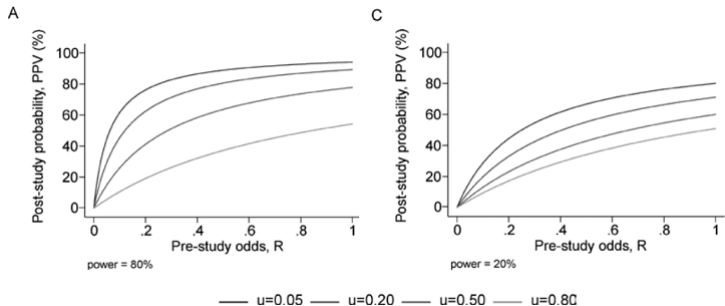 A
C
Post-study probability, PPV (%)
100
80
60
40
20
0
0 .2 .4 .6 .8 1
Pre-study odds, R
power = 80%
Post-study probability, PPV (%)
100
80
60
40
20
0
0 .2 .4 .6 .8 1
Pre-study odds, R
power = 20%
u=0.05 u=0.20 u=0.50 u=0.80